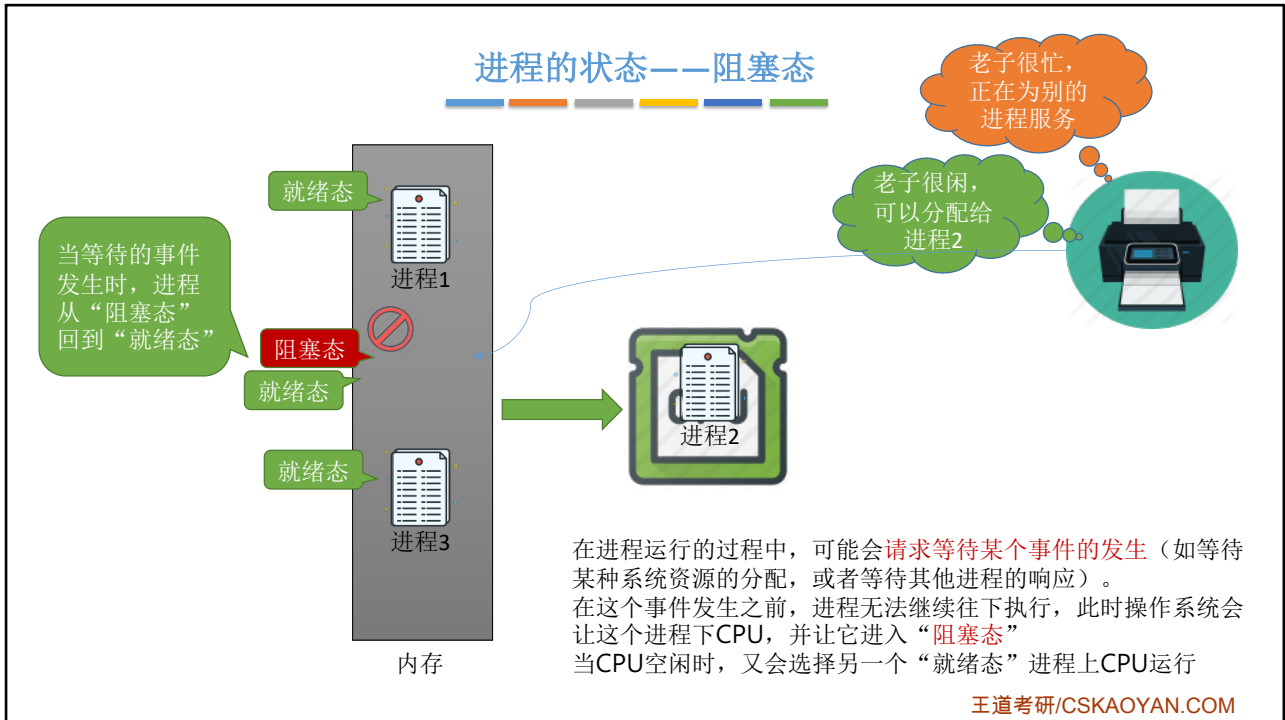 进程的状态——阻塞态
老子很忙，
正在为别的
进程服务
老子很闲，
可以分配给
进程2
就绪态
进程1
当等待的事件
发生时，进程
从“阻塞态”
回到“就绪态”
阻塞态
就绪态
进程2
就绪态
进程3
内存
在进程运行的过程中，可能会请求等待某个事件的发生（如等待
某种系统资源的分配，或者等待其他进程的响应）。
在这个事件发生之前，进程无法继续往下执行，此时操作系统会
让这个进程下CPU，并让它进入“阻塞态”
当CPU空闲时，又会选择另一个“就绪态”进程上CPU运行
王道考研/CSKAOYAN.COM